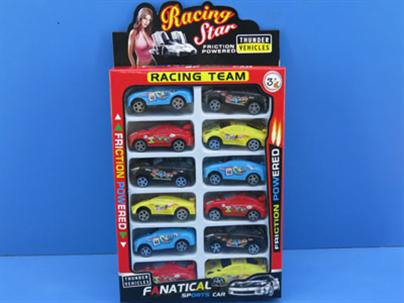 Racing
Star
FRICTION
POWERED
THUNDER
VEHICLES
RACING TEAM
3+
FRICTION POWERED
FRICTION POWERED
THUNDER
VEHICLES
FANATICAL
SPORTS CAR